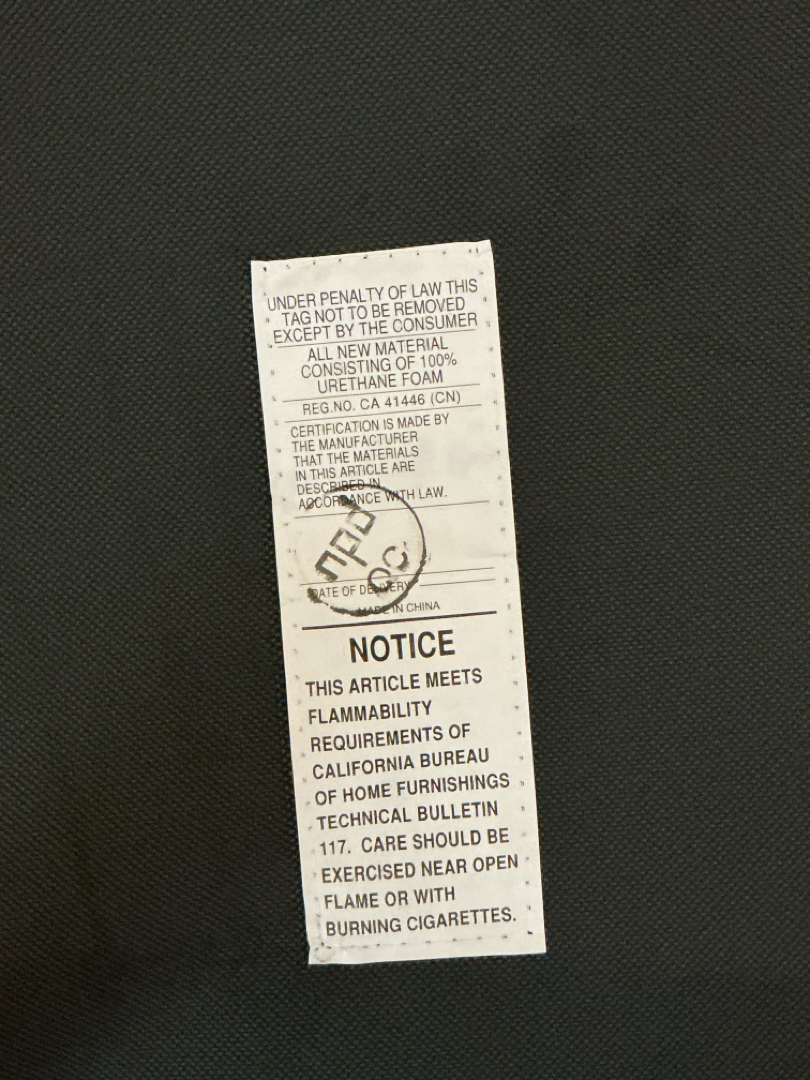 UNDER PENALTY OF LAW THIS
TAG NOT TO BE REMOVED
EXCEPT BY THE CONSUMER
ALL NEW MATERIAL
CONSISTING OF 100%
URETHANE FOAM
REG.NO. CA 41446 (CN)
CERTIFICATION IS MADE BY
THE MANUFACTURER
THAT THE MATERIALS
IN THIS ARTICLE ARE
DESCRIBED IN
ACCORDANCE WITH LAW.
npd
QC
DATE OF DELIVERY
MADE IN CHINA
NOTICE
THIS ARTICLE MEETS
FLAMMABILITY
REQUIREMENTS OF
CALIFORNIA BUREAU
OF HOME FURNISHINGS
TECHNICAL BULLETIN
117. CARE SHOULD BE
EXERCISED NEAR OPEN
FLAME OR WITH
BURNING CIGARETTES.